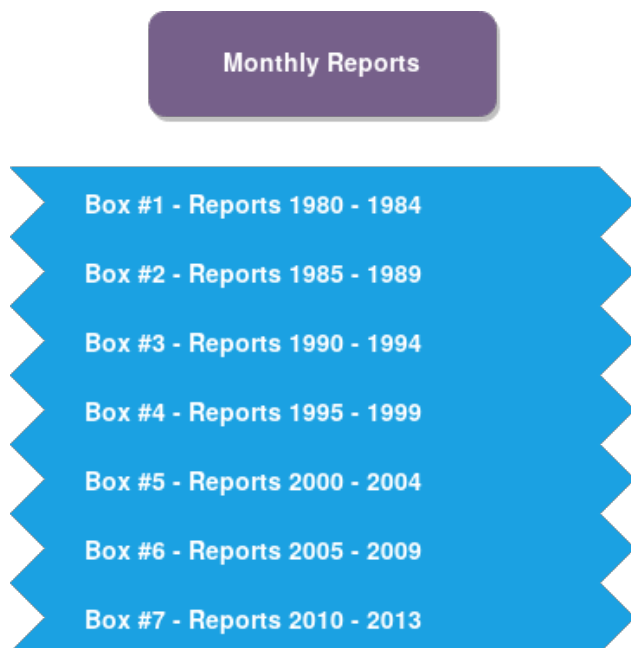 Monthly Reports
Box #1 - Reports 1980 - 1984
Box #2 - Reports 1985 - 1989
Box #3 - Reports 1990 - 1994
Box #4 - Reports 1995 - 1999
Box #5 - Reports 2000 - 2004
Box #6 - Reports 2005 - 2009
Box #7 - Reports 2010 - 2013